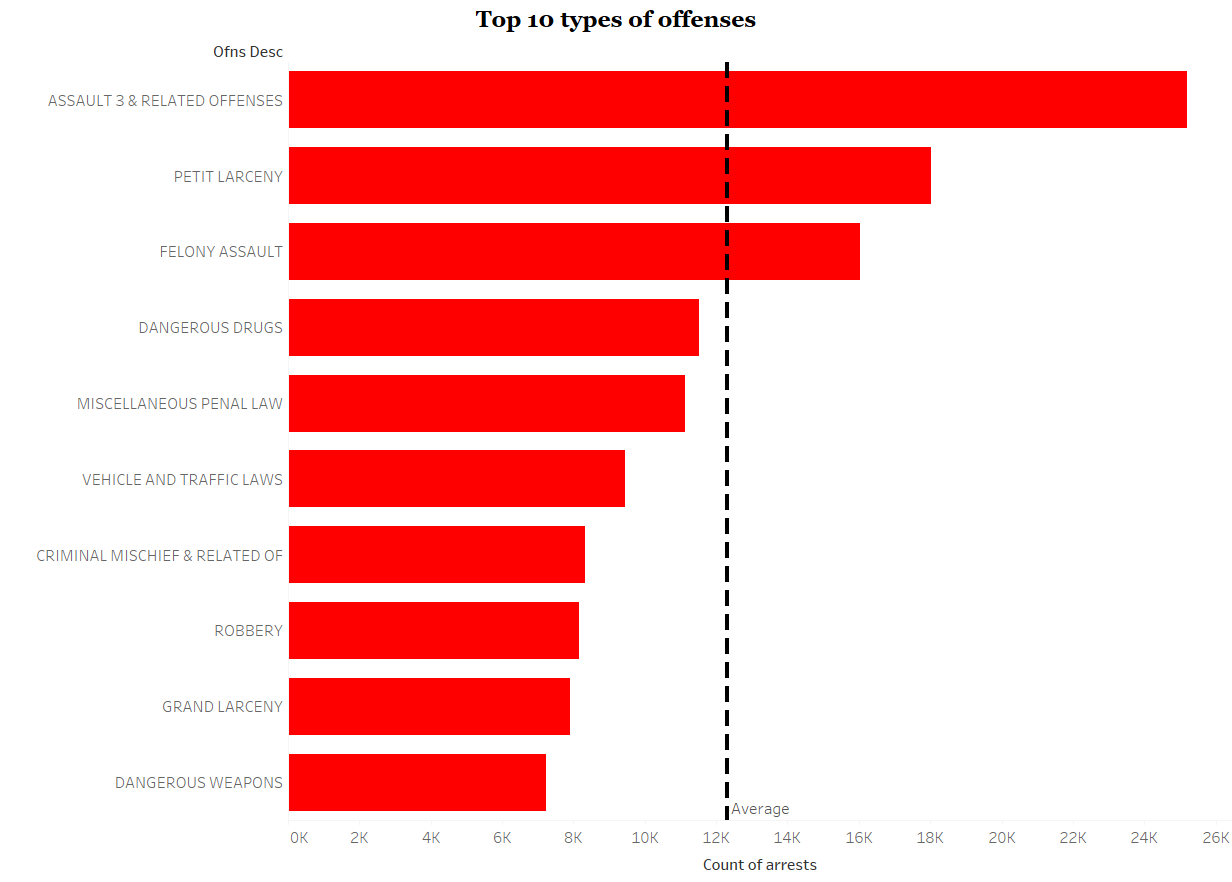 Top 10 types of offenses
Ofns Desc
ASSAULT 3 & RELATED OFFENSES
PETIT LARCENY
FELONY ASSAULT
DANGEROUS DRUGS
MISCELLANEOUS PENAL LAW
VEHICLE AND TRAFFIC LAWS
CRIMINAL MISCHIEF & RELATED OF
ROBBERY
GRAND LARCENY
DANGEROUS WEAPONS
Average
0K 2K 4K 6K 8K 10K 12K 14K 16K 18K 20K 22K 24K 26K
Count of arrests